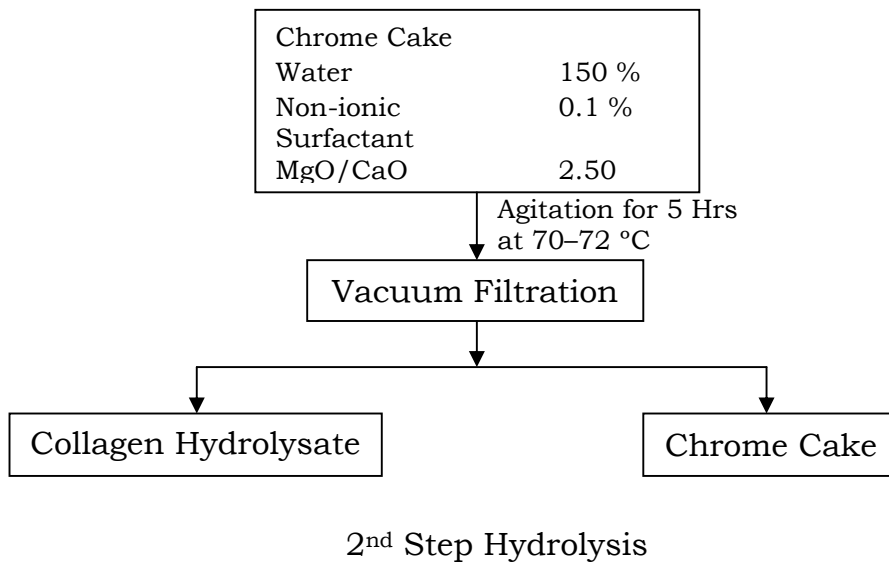 Chrome Cake
Water 150 %
Non-ionic 0.1 %
Surfactant
MgO/CaO 2.50
Agitation for 5 Hrs
at 70–72 ºC
Vacuum Filtration
Collagen Hydrolysate
Chrome Cake
2nd Step Hydrolysis